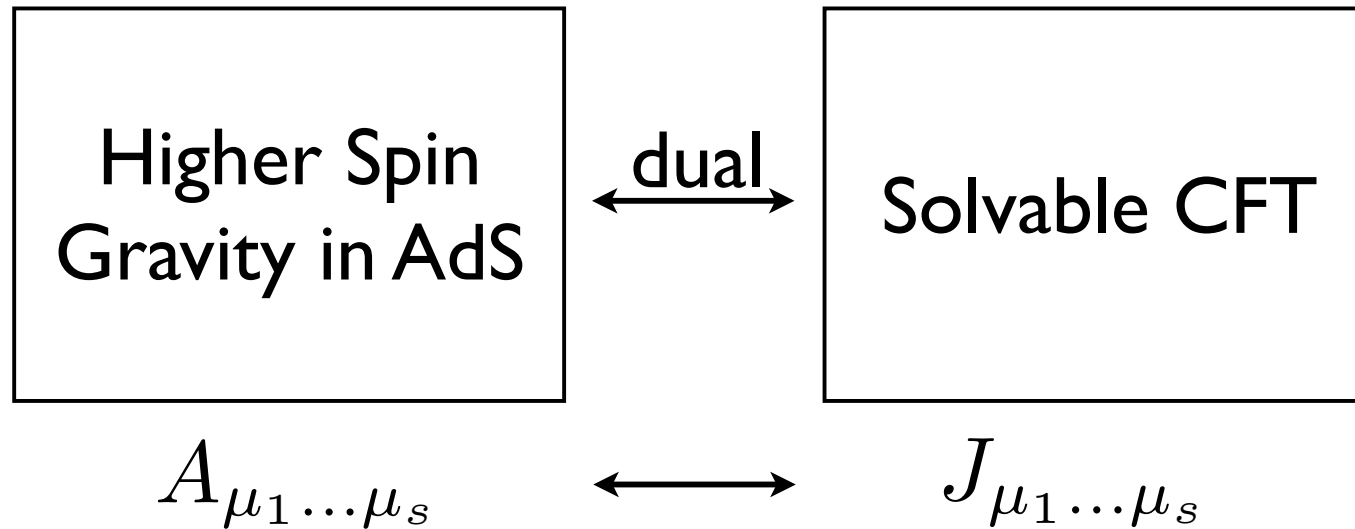 Higher Spin
Gravity in AdS
dual
Solvable CFT
A_{μ_1...μ_s}
J_{μ_1...μ_s}